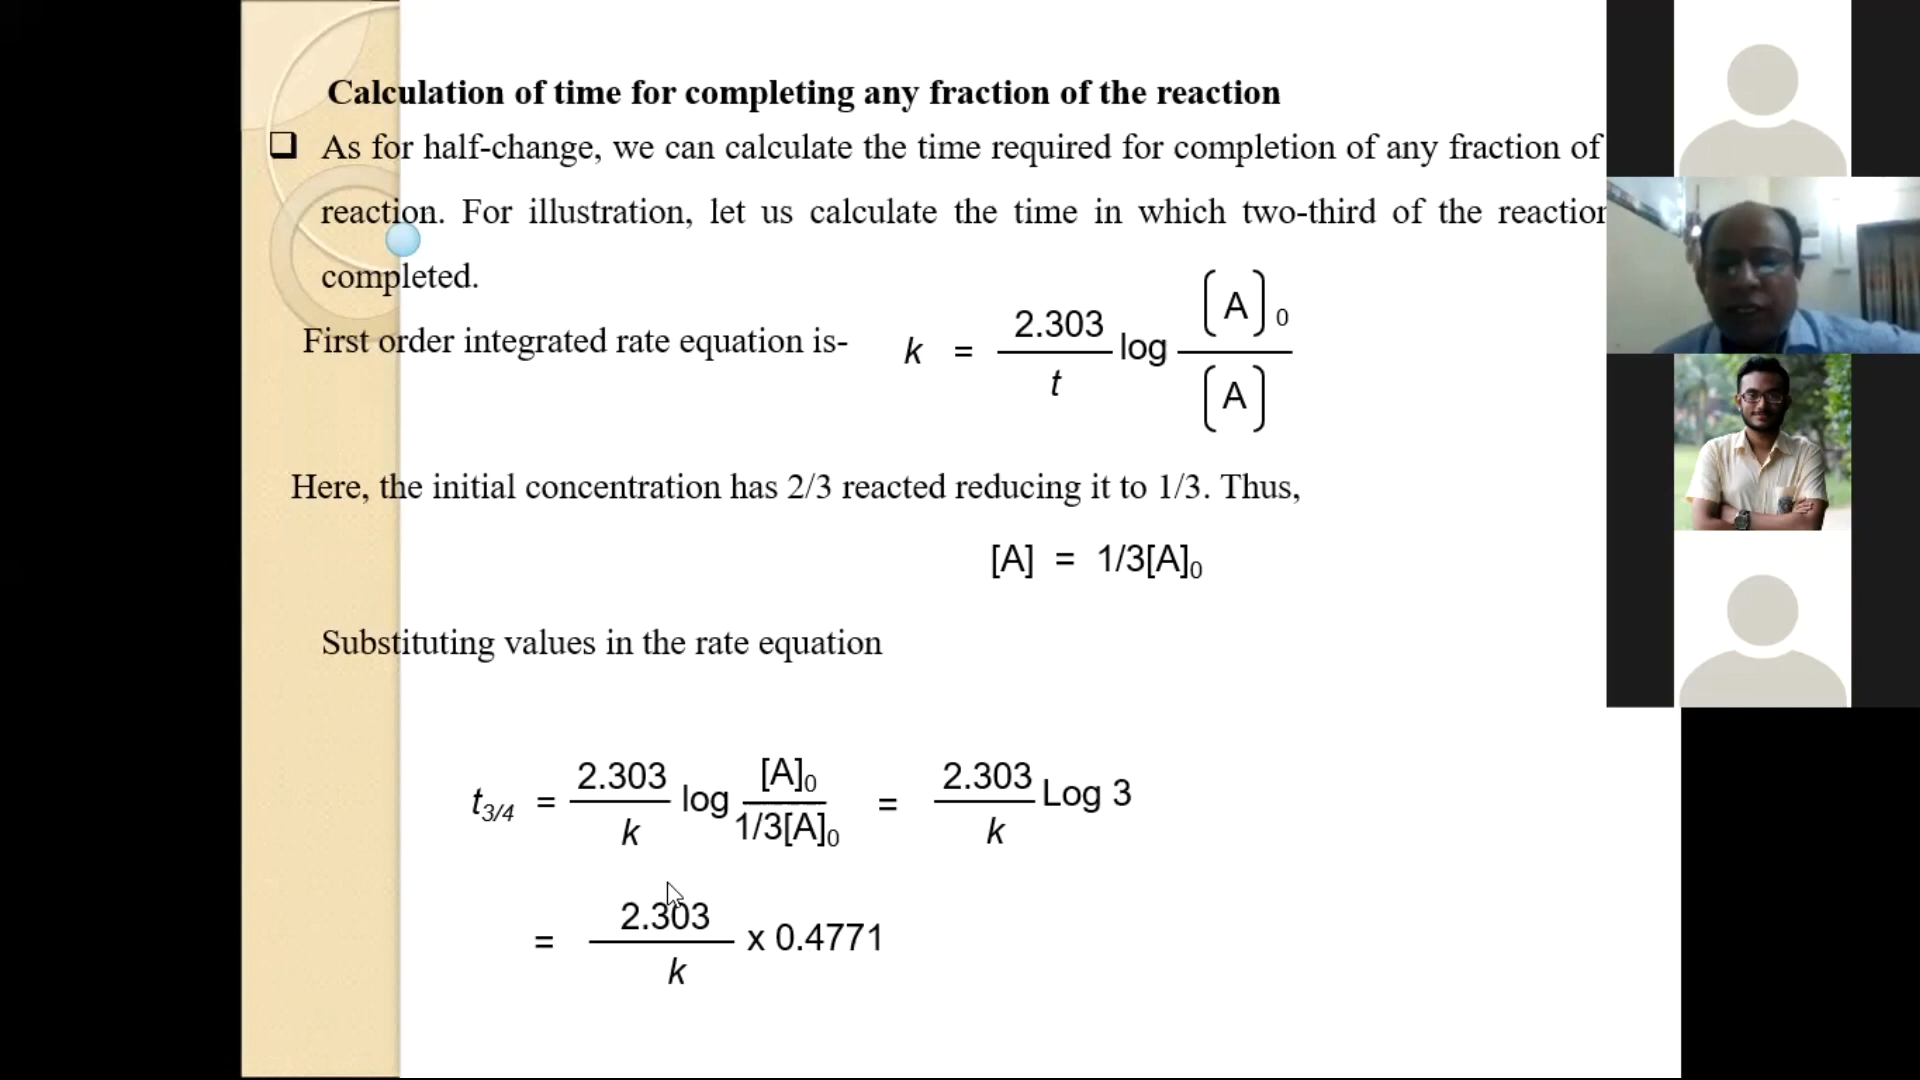 Calculation of time for completing any fraction of the reaction
❑ As for half-change, we can calculate the time required for completion of any fraction of
reaction. For illustration, let us calculate the time in which two-third of the reaction
completed.
First order integrated rate equation is- k = 2.303/t log [A]₀/[A]
Here, the initial concentration has 2/3 reacted reducing it to 1/3. Thus,
[A] = 1/3[A]₀
Substituting values in the rate equation
t3/4 = 2.303/k log [A]₀/1/3[A]₀ = 2.303/k Log 3
= 2.303/k x 0.4771